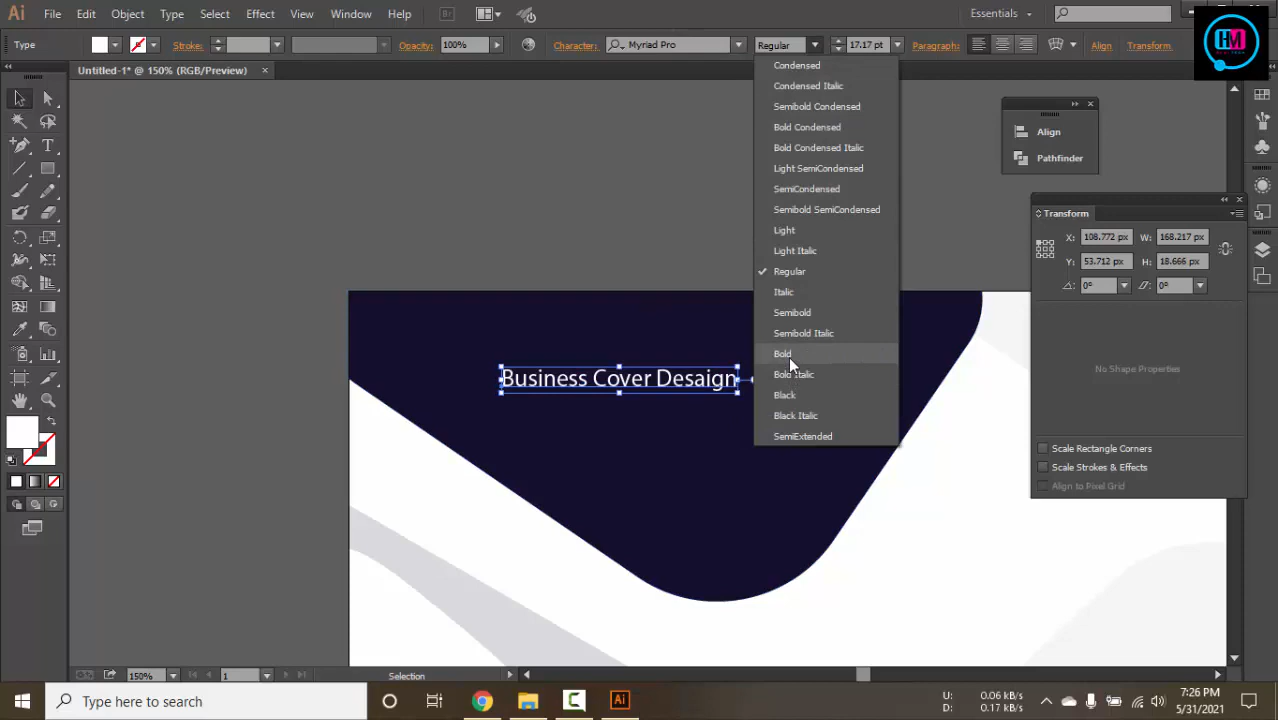 Ai File Edit Object Type Select Effect View Window Help Br Essentials
HM
Type Stroke: Opacity: 100% Character: Myriad Pro Regular 17.17 pt Paragraph: Align Transform
Untitled-1* @ 150% (RGB/Preview)
Condensed
Condensed Italic
Semibold Condensed
Bold Condensed
Bold Condensed Italic
Light SemiCondensed
SemiCondensed
Semibold SemiCondensed
Light
Light Italic
Regular
Italic
Semibold
Semibold Italic
Bold
Bold Italic
Black
Black Italic
SemiExtended
Align
Pathfinder
Transform
X: 108.772 px W: 168.217 px
Y: 53.712 px H: 18.666 px
0° 0°
No Shape Properties
Scale Rectangle Corners
Scale Strokes & Effects
Align to Pixel Grid
Business Cover Desaign
150% 1 Selection
Type here to search
Ai
U: 0.06 kB/s
D: 0.17 kB/s
7:26 PM
5/31/2021